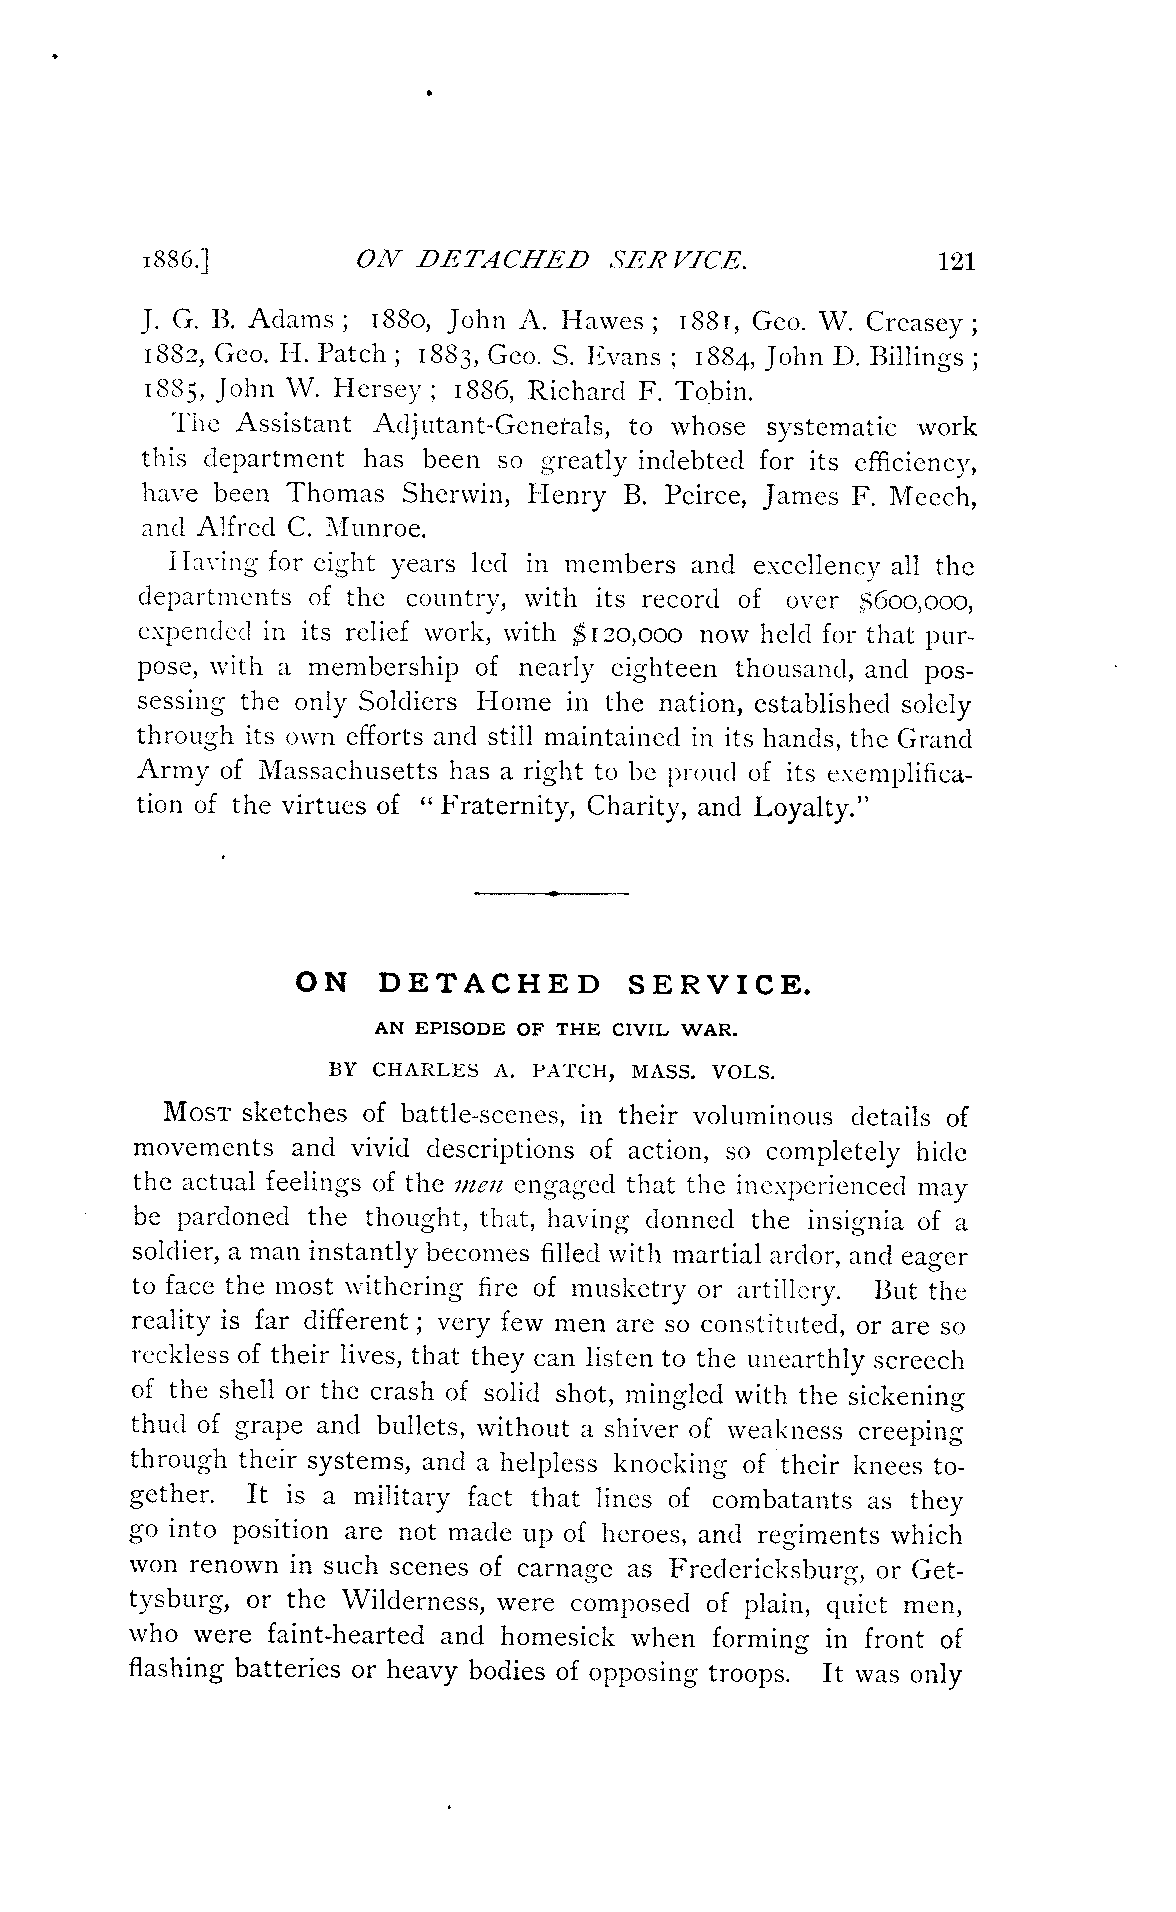 1886.] ON DETACHED SERVICE. 121
J. G. B. Adams ; 1880, John A. Hawes ; 1881, Geo. W. Creasey ;
1882, Geo. H. Patch ; 1883, Geo. S. Evans ; 1884, John D. Billings ;
1885, John W. Hersey ; 1886, Richard F. Tobin.
The Assistant Adjutant-Generals, to whose systematic work
this department has been so greatly indebted for its efficiency,
have been Thomas Sherwin, Henry B. Peirce, James F. Meech,
and Alfred C. Munroe.
Having for eight years led in members and excellency all the
departments of the country, with its record of over $600,000,
expended in its relief work, with $120,000 now held for that pur-
pose, with a membership of nearly eighteen thousand, and pos-
sessing the only Soldiers Home in the nation, established solely
through its own efforts and still maintained in its hands, the Grand
Army of Massachusetts has a right to be proud of its exemplifica-
tion of the virtues of “ Fraternity, Charity, and Loyalty.”
ON DETACHED SERVICE.
AN EPISODE OF THE CIVIL WAR.
BY CHARLES A. PATCH, MASS. VOLS.
MOST sketches of battle-scenes, in their voluminous details of
movements and vivid descriptions of action, so completely hide
the actual feelings of the men engaged that the inexperienced may
be pardoned the thought, that, having donned the insignia of a
soldier, a man instantly becomes filled with martial ardor, and eager
to face the most withering fire of musketry or artillery. But the
reality is far different ; very few men are so constituted, or are so
reckless of their lives, that they can listen to the unearthly screech
of the shell or the crash of solid shot, mingled with the sickening
thud of grape and bullets, without a shiver of weakness creeping
through their systems, and a helpless knocking of their knees to-
gether. It is a military fact that lines of combatants as they
go into position are not made up of heroes, and regiments which
won renown in such scenes of carnage as Fredericksburg, or Get-
tysburg, or the Wilderness, were composed of plain, quiet men,
who were faint-hearted and homesick when forming in front of
flashing batteries or heavy bodies of opposing troops. It was only